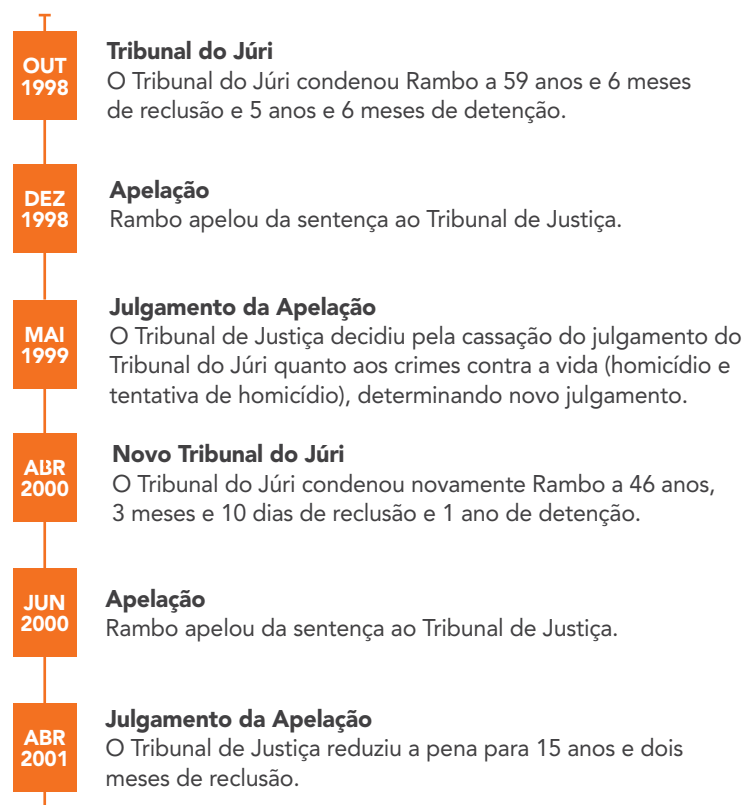 OUT
1998
Tribunal do Júri
O Tribunal do Júri condenou Rambo a 59 anos e 6 meses
de reclusão e 5 anos e 6 meses de detenção.
DEZ
1998
Apelação
Rambo apelou da sentença ao Tribunal de Justiça.
MAI
1999
Julgamento da Apelação
O Tribunal de Justiça decidiu pela cassação do julgamento do
Tribunal do Júri quanto aos crimes contra a vida (homicídio e
tentativa de homicídio), determinando novo julgamento.
ABR
2000
Novo Tribunal do Júri
O Tribunal do Júri condenou novamente Rambo a 46 anos,
3 meses e 10 dias de reclusão e 1 ano de detenção.
JUN
2000
Apelação
Rambo apelou da sentença ao Tribunal de Justiça.
ABR
2001
Julgamento da Apelação
O Tribunal de Justiça reduziu a pena para 15 anos e dois
meses de reclusão.